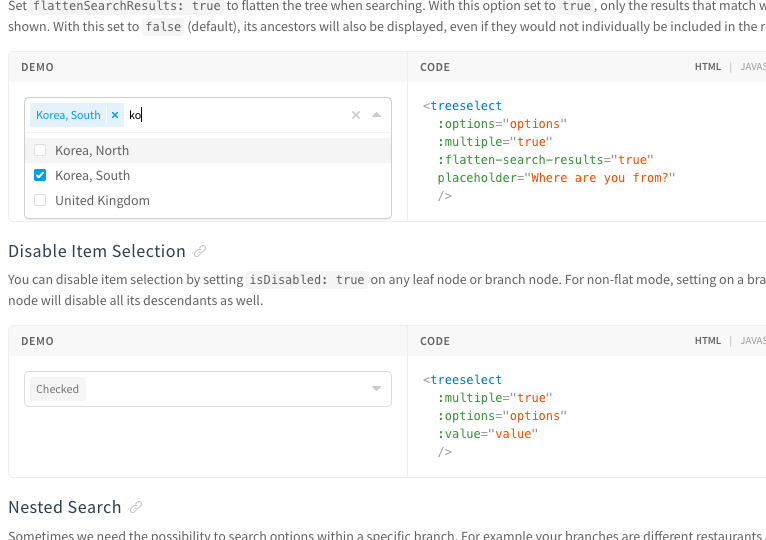 Set flattenSearchResults: true to flatten the tree when searching. With this option set to true, only the results that match
shown. With this set to false (default), its ancestors will also be displayed, even if they would not individually be included in the
DEMO
CODE
HTML | JAVAS
Korea, South × ko
×
Korea, North
Korea, South
United Kingdom
<treeselect
:options="options"
:multiple="true"
:flatten-search-results="true"
placeholder="Where are you from?"
/>
Disable Item Selection
You can disable item selection by setting isDisabled: true on any leaf node or branch node. For non-flat mode, setting on a bra
node will disable all its descendants as well.
DEMO
CODE
HTML | JAVAS
Checked
<treeselect
:multiple="true"
:options="options"
:value="value"
/>
Nested Search
Sometimes we need the possibility to search options within a specific branch. For example your branches are different restaurants